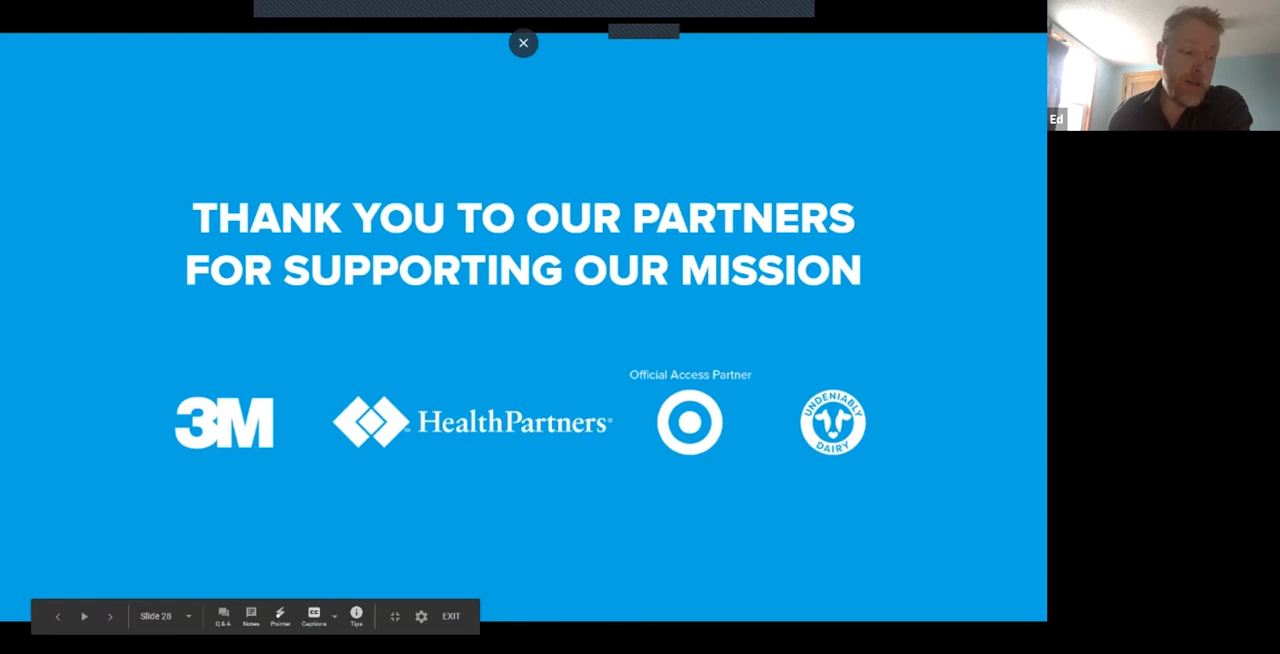 Ed
THANK YOU TO OUR PARTNERS
FOR SUPPORTING OUR MISSION
Official Access Partner
3M
HealthPartners®
UNDENIABLY
DAIRY
Slide 28
Q&A
Notes
Pointer
CC
Captions
Tips
EXIT